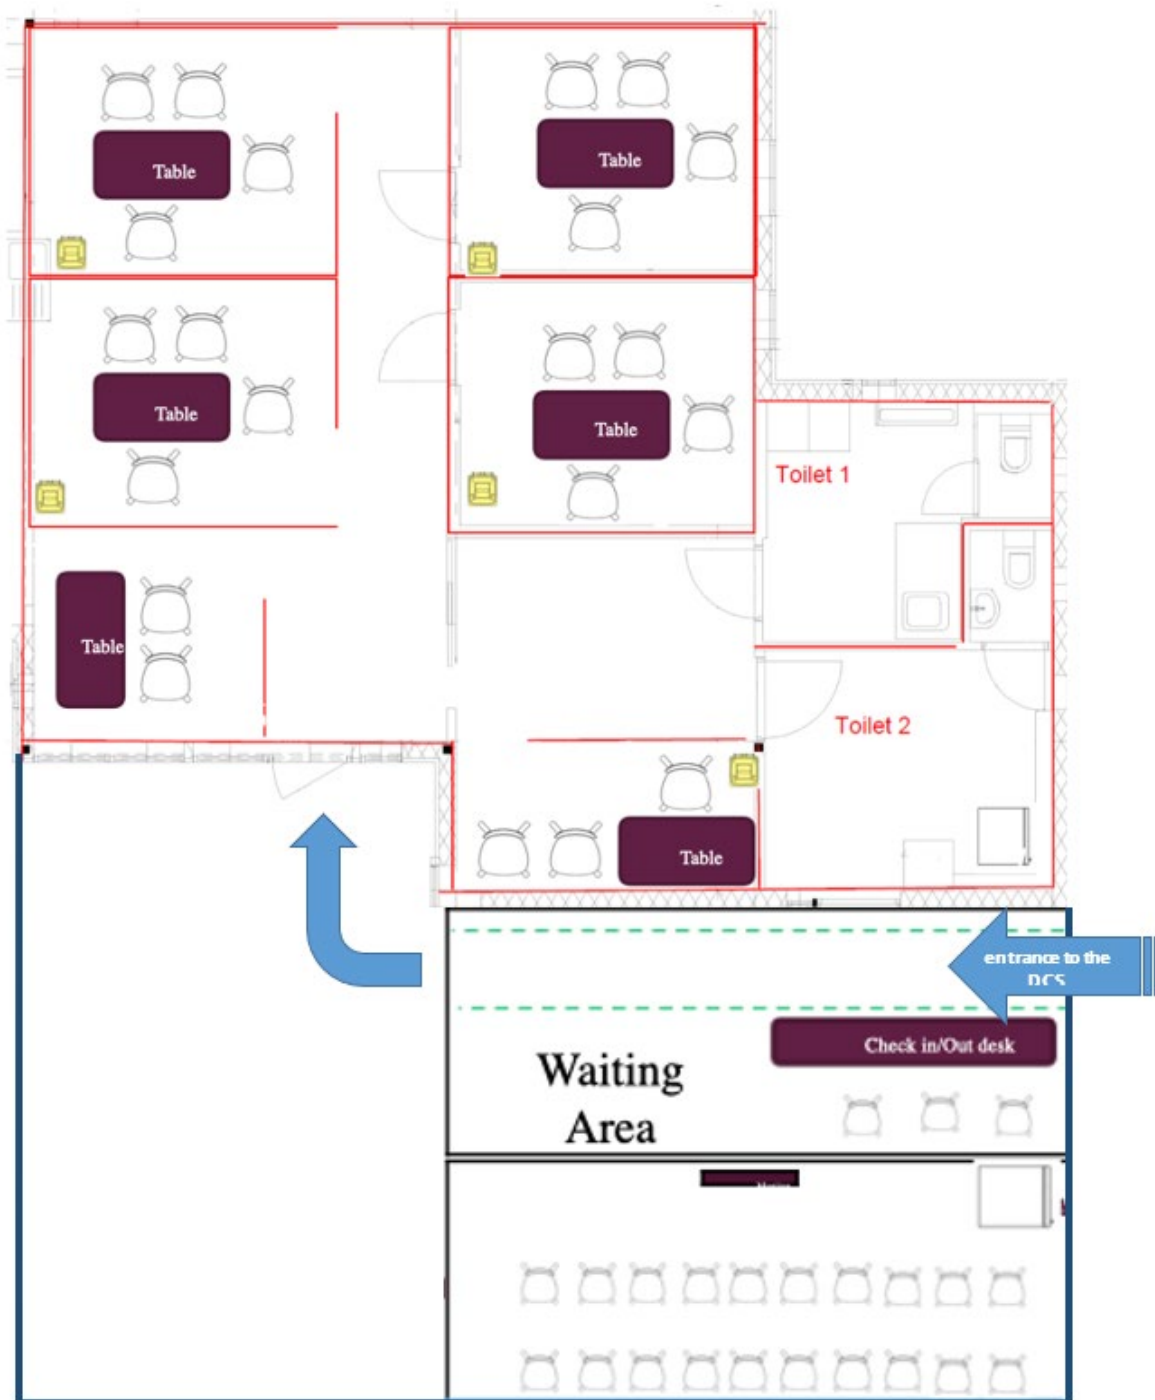 Table
Table
Table
Table
Toilet 1
Table
Toilet 2
Table
entrance to the
DCS
Check in/Out desk
Waiting
Area